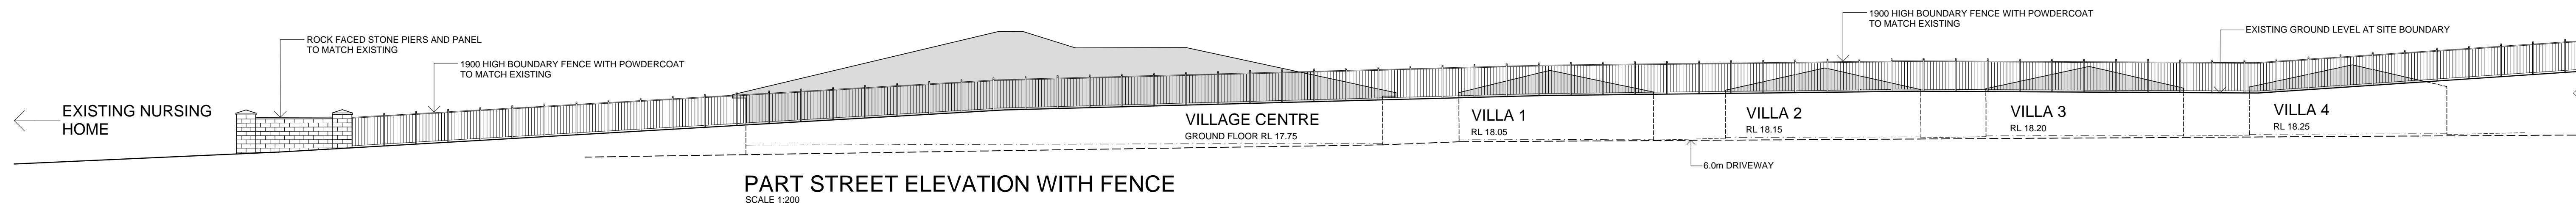 EXISTING NURSING
HOME
ROCK FACED STONE PIERS AND PANEL
TO MATCH EXISTING
1900 HIGH BOUNDARY FENCE WITH POWDERCOAT
TO MATCH EXISTING
VILLAGE CENTRE
GROUND FLOOR RL 17.75
VILLA 1
RL 18.05
VILLA 2
RL 18.15
1900 HIGH BOUNDARY FENCE WITH POWDERCOAT
TO MATCH EXISTING
VILLA 3
RL 18.20
EXISTING GROUND LEVEL AT SITE BOUNDARY
VILLA 4
RL 18.25
6.0m DRIVEWAY
PART STREET ELEVATION WITH FENCE
SCALE 1:200